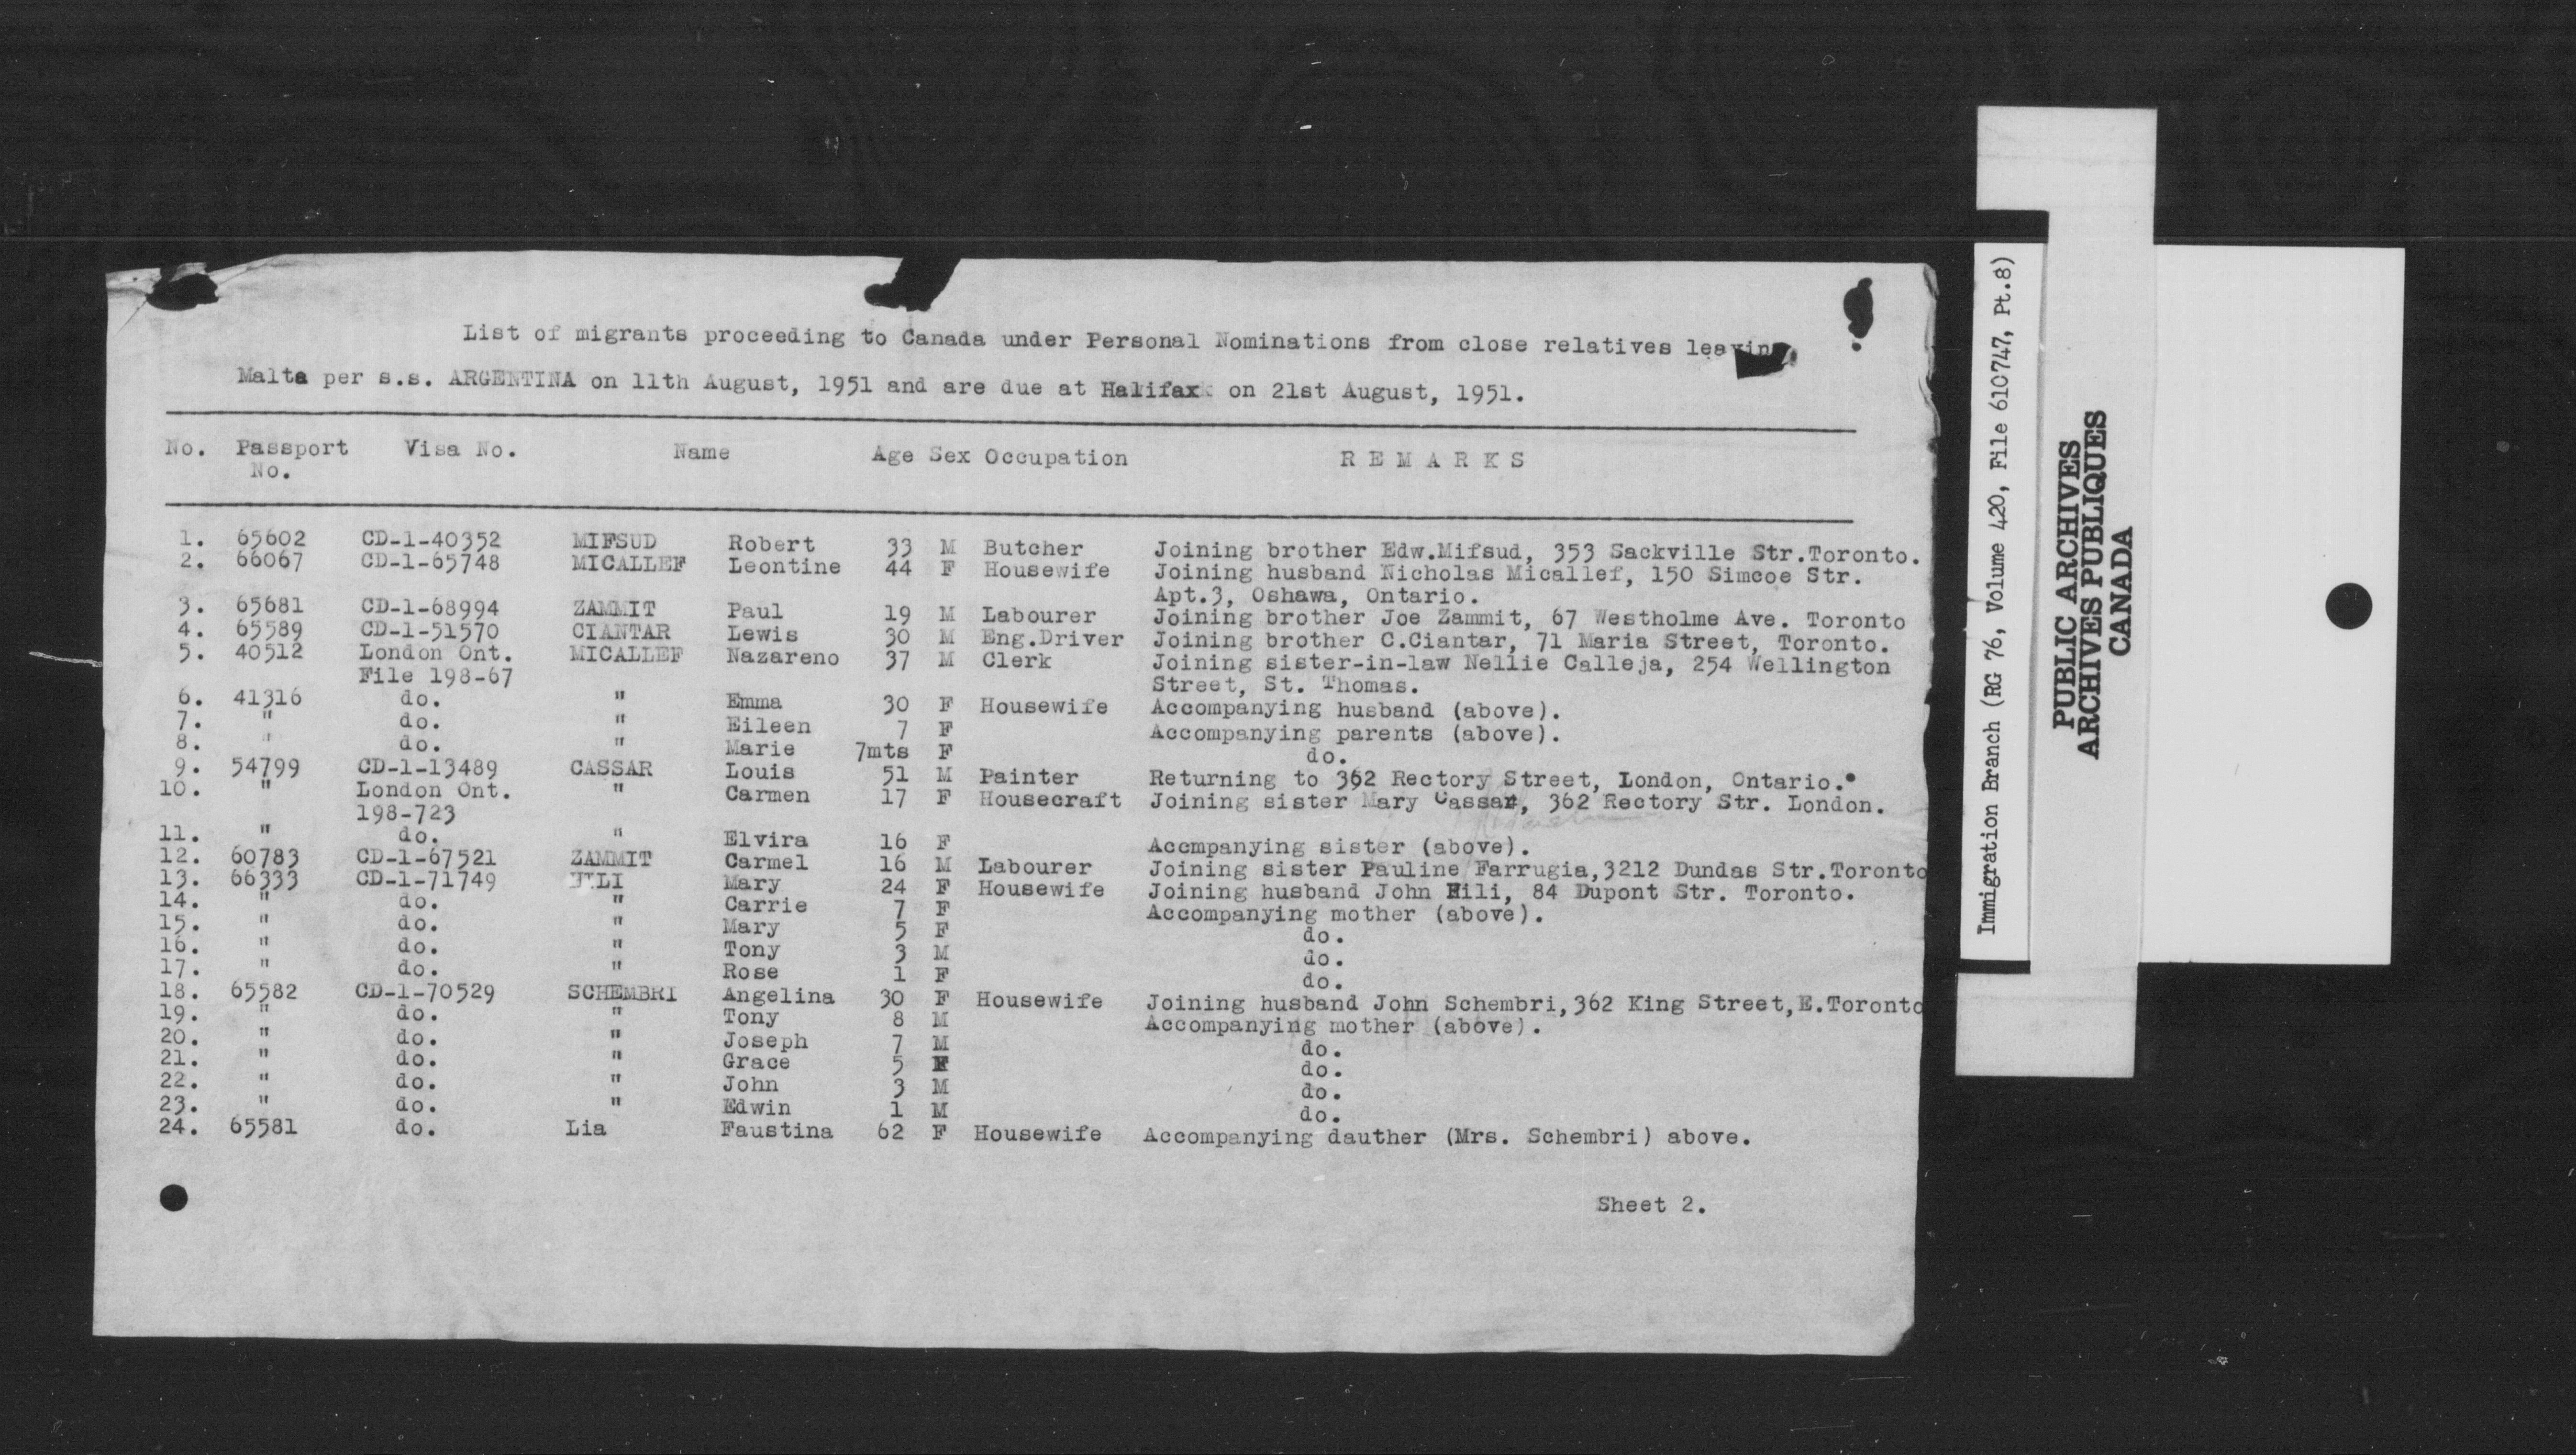 List of migrants proceeding to Canada under Personal Nominations from close relatives leaving
Malta per s.s. ARGENTINA on 11th August, 1951 and are due at Halifax on 21st August, 1951.
No. Passport No. Visa No. Name Age Sex Occupation R E M A R K S
1. 65602 CD-1-40352 MIFSUD Robert 33 M Butcher Joining brother Edw.Mifsud, 353 Sackville Str.Toronto.
2. 66067 CD-1-65748 MICALLEF Leontine 44 F Housewife Joining husband Nicholas Micallef, 150 Simcoe Str.
Apt.3, Oshawa, Ontario.
3. 65681 CD-1-68994 ZAMMIT Paul 19 M Labourer Joining brother Joe Zammit, 67 Westholme Ave. Toronto
4. 65589 CD-1-51570 CIANTAR Lewis 30 M Eng.Driver Joining brother C.Ciantar, 71 Maria Street, Toronto.
5. 40512 London Ont. MICALLEF Nazareno 37 M Clerk Joining sister-in-law Nellie Calleja, 254 Wellington
File 198-67 Street, St. Thomas.
6. 41316 do. " Emma 30 F Housewife Accompanying husband (above).
7. " do. " Eileen 7 F Accompanying parents (above).
8. " do. " Marie 7mts F do.
9. 54799 CD-1-13489 CASSAR Louis 51 M Painter Returning to 362 Rectory Street, London, Ontario.
10. " London Ont. " Carmen 17 F Housecraft Joining sister Mary Cassar, 362 Rectory Str. London.
198-723
11. " do. " Elvira 16 F Accmpanying sister (above).
12. 60783 CD-1-67521 ZAMMIT Carmel 16 M Labourer Joining sister Pauline Farrugia,3212 Dundas Str.Toronto
13. 66333 CD-1-71749 HILI Mary 24 F Housewife Joining husband John Hili, 84 Dupont Str. Toronto.
14. " do. " Carrie 7 F Accompanying mother (above).
15. " do. " Mary 5 F do.
16. " do. " Tony 3 M do.
17. " do. " Rose 1 F do.
18. 65582 CD-1-70529 SCHEMBRI Angelina 30 F Housewife Joining husband John Schembri,362 King Street,E.Toronto
19. " do. " Tony 8 M Accompanying mother (above).
20. " do. " Joseph 7 M do.
21. " do. " Grace 5 F do.
22. " do. " John 3 M do.
23. " do. " Edwin 1 M do.
24. 65581 do. Lia Faustina 62 F Housewife Accompanying dauther (Mrs. Schembri) above.
Sheet 2.
Immigration Branch (RG 76, Volume 420, File 610747, Pt.8)
PUBLIC ARCHIVES
ARCHIVES PUBLIQUES
CANADA